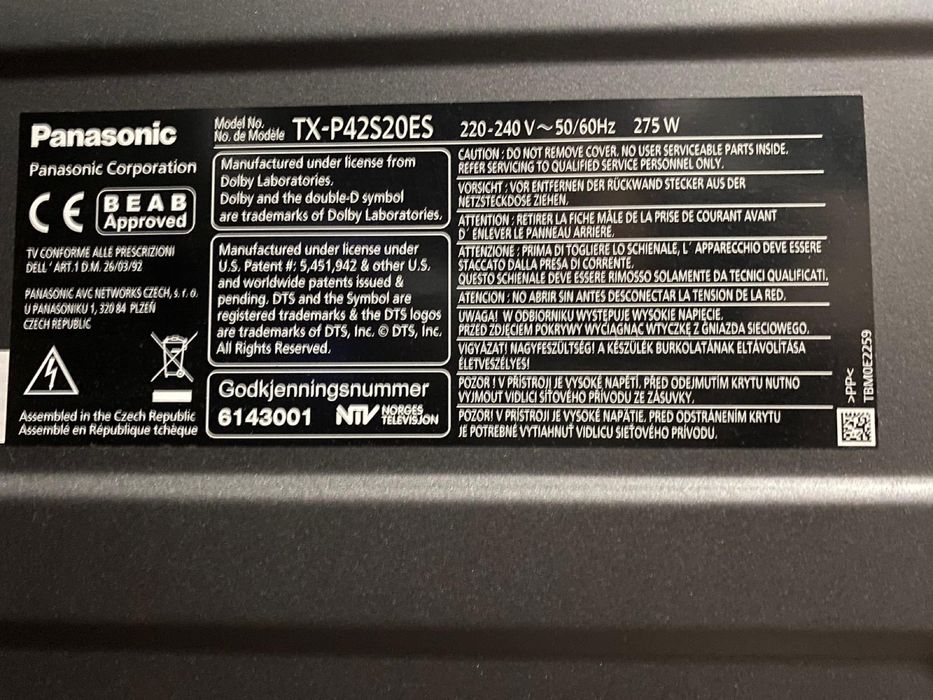 Panasonic
Panasonic Corporation
CE
BEAB
Approved
TV CONFORME ALLE PRESCRIZIONI
DELL' ART.1 D.M. 26/03/92
PANASONIC AVC NETWORKS CZECH, s. r. o.
U PANASONIKU 1, 320 84 PLZEŇ
CZECH REPUBLIC
Assembled in the Czech Republic
Assemblé en République tchèque
Model No.
No. de Modèle
TX-P42S20ES
220-240 V~50/60Hz 275 W
Manufactured under license from
Dolby Laboratories.
Dolby and the double-D symbol
are trademarks of Dolby Laboratories.
Manufactured under license under
U.S. Patent #: 5,451,942 & other U.S.
and worldwide patents issued &
pending. DTS and the Symbol are
registered trademarks & the DTS logos
are trademarks of DTS, Inc. © DTS, Inc.
All Rights Reserved.
Godkjenningsnummer
6143001
NTV NORGES
TELEVISJON
CAUTION : DO NOT REMOVE COVER. NO USER SERVICEABLE PARTS INSIDE.
REFER SERVICING TO QUALIFIED SERVICE PERSONNEL ONLY.
VORSICHT : VOR ENTFERNEN DER RÜCKWAND STECKER AUS DER
NETZSTECKDOSE ZIEHEN.
ATTENTION : RETIRER LA FICHE MÂLE DE LA PRISE DE COURANT AVANT
D' ENLEVER LE PANNEAU ARRIERE.
ATTENZIONE : PRIMA DI TOGLIERE LO SCHIENALE, L' APPARECCHIO DEVE ESSERE
STACCATO DALLA PRESA DI CORRENTE.
QUESTO SCHIENALE DEVE ESSERE RIMOSSO SOLAMENTE DA TECNICI QUALIFICATI.
ATENCION : NO ABRIR SIN ANTES DESCONECTAR LA TENSION DE LA RED.
UWAGA! W ODBIORNIKU WYSTĘPUJE WYSOKIE NAPIĘCIE.
PRZED ZDJĘCIEM POKRYWY WYCIĄGNĄĆ WTYCZKĘ Z GNIAZDA SIECIOWEGO.
VIGYÁZAT! NAGYFESZÜLTSÉG! A KÉSZÜLÉK BURKOLATÁNAK ELTÁVOLÍTÁSA
ÉLETVESZÉLYES!
POZOR ! V PŘÍSTROJI JE VYSOKÉ NAPĚTÍ. PŘED ODEJMUTÍM KRYTU NUTNO
VYJMOUT VIDLICI SÍŤOVÉHO PŘÍVODU ZE ZÁSUVKY.
POZOR! V PRÍSTROJI JE VYSOKÉ NAPÄTIE. PRED ODSTRÁNENÍM KRYTU
JE POTREBNÉ VYTIAHNUŤ VIDLICU SIEŤOVÉHO PRÍVODU.
>PP<
TBM0E2259